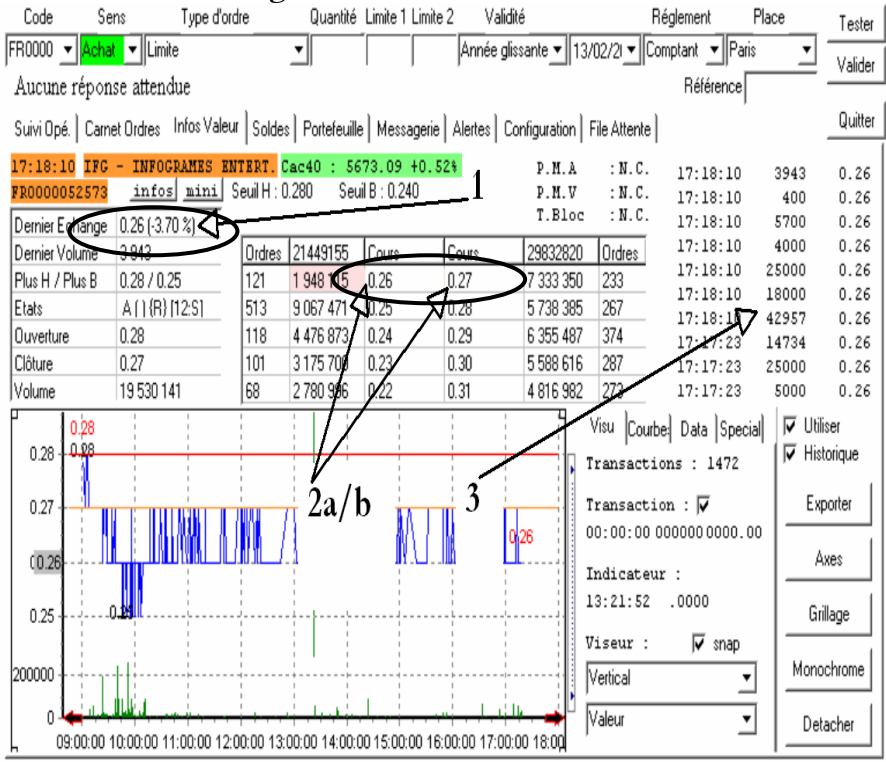 Code Sens Type d'ordre Quantité Limite 1 Limite 2 Validité Réglement Place Tester
FR0000 Achat Limite Année glissante 13/02/2( Comptant Paris
Valider
Aucune réponse attendue Référence
Suivi Opé. Carnet Ordres Infos Valeur Soldes Portefeuille Messagerie Alertes Configuration File Attente Quitter
17:18:10 IFG - INFOGRAMES ENTERT. Cac40 : 5673.09 +0.52% P.M.A : N.C. 17:18:10 3943 0.26
FR0000052573 infos mini Seuil H : 0.280 Seuil B : 0.240 1 P.M.V : N.C. 17:18:10 400 0.26
T.Bloc : N.C. 17:18:10 5700 0.26
Dernier Echange 0.26 (-3.70 %)
17:18:10 4000 0.26
Dernier Volume 3 943 Ordres 21449155 Cours Cours 29832820 Ordres
17:18:10 25000 0.26
Plus H / Plus B 0.28 / 0.25 121 1 948 115 0.26 0.27 7 333 350 233
17:18:10 18000 0.26
Etats A ( ) {R} [12:S] 513 9 067 471 0.25 0.28 5 738 385 267
17:18:10 42957 0.26
Ouverture 0.28 118 4 476 873 0.24 0.29 6 355 487 374
17:17:23 14734 0.26
Clôture 0.27 101 3 175 700 0.23 0.30 5 588 616 287
17:17:23 25000 0.26
Volume 19 530 141 68 2 780 996 0.22 0.31 4 816 982 273
17:17:23 5000 0.26
0.28
0.28
0.28
0.27
0.26
0.26
0.25
0.25
200000
0
09:00:00 10:00:00 11:00:00 12:00:00 13:00:00 14:00:00 15:00:00 16:00:00 17:00:00 18:00
2a/b
3
Visu Courbe Data Special
Transactions : 1472
Transaction :
00:00:00 000000 0000.00
Indicateur :
13:21:52 .0000
Viseur : snap
Vertical
Valeur
Utiliser
Historique
Exporter
Axes
Grillage
Monochrome
Detacher